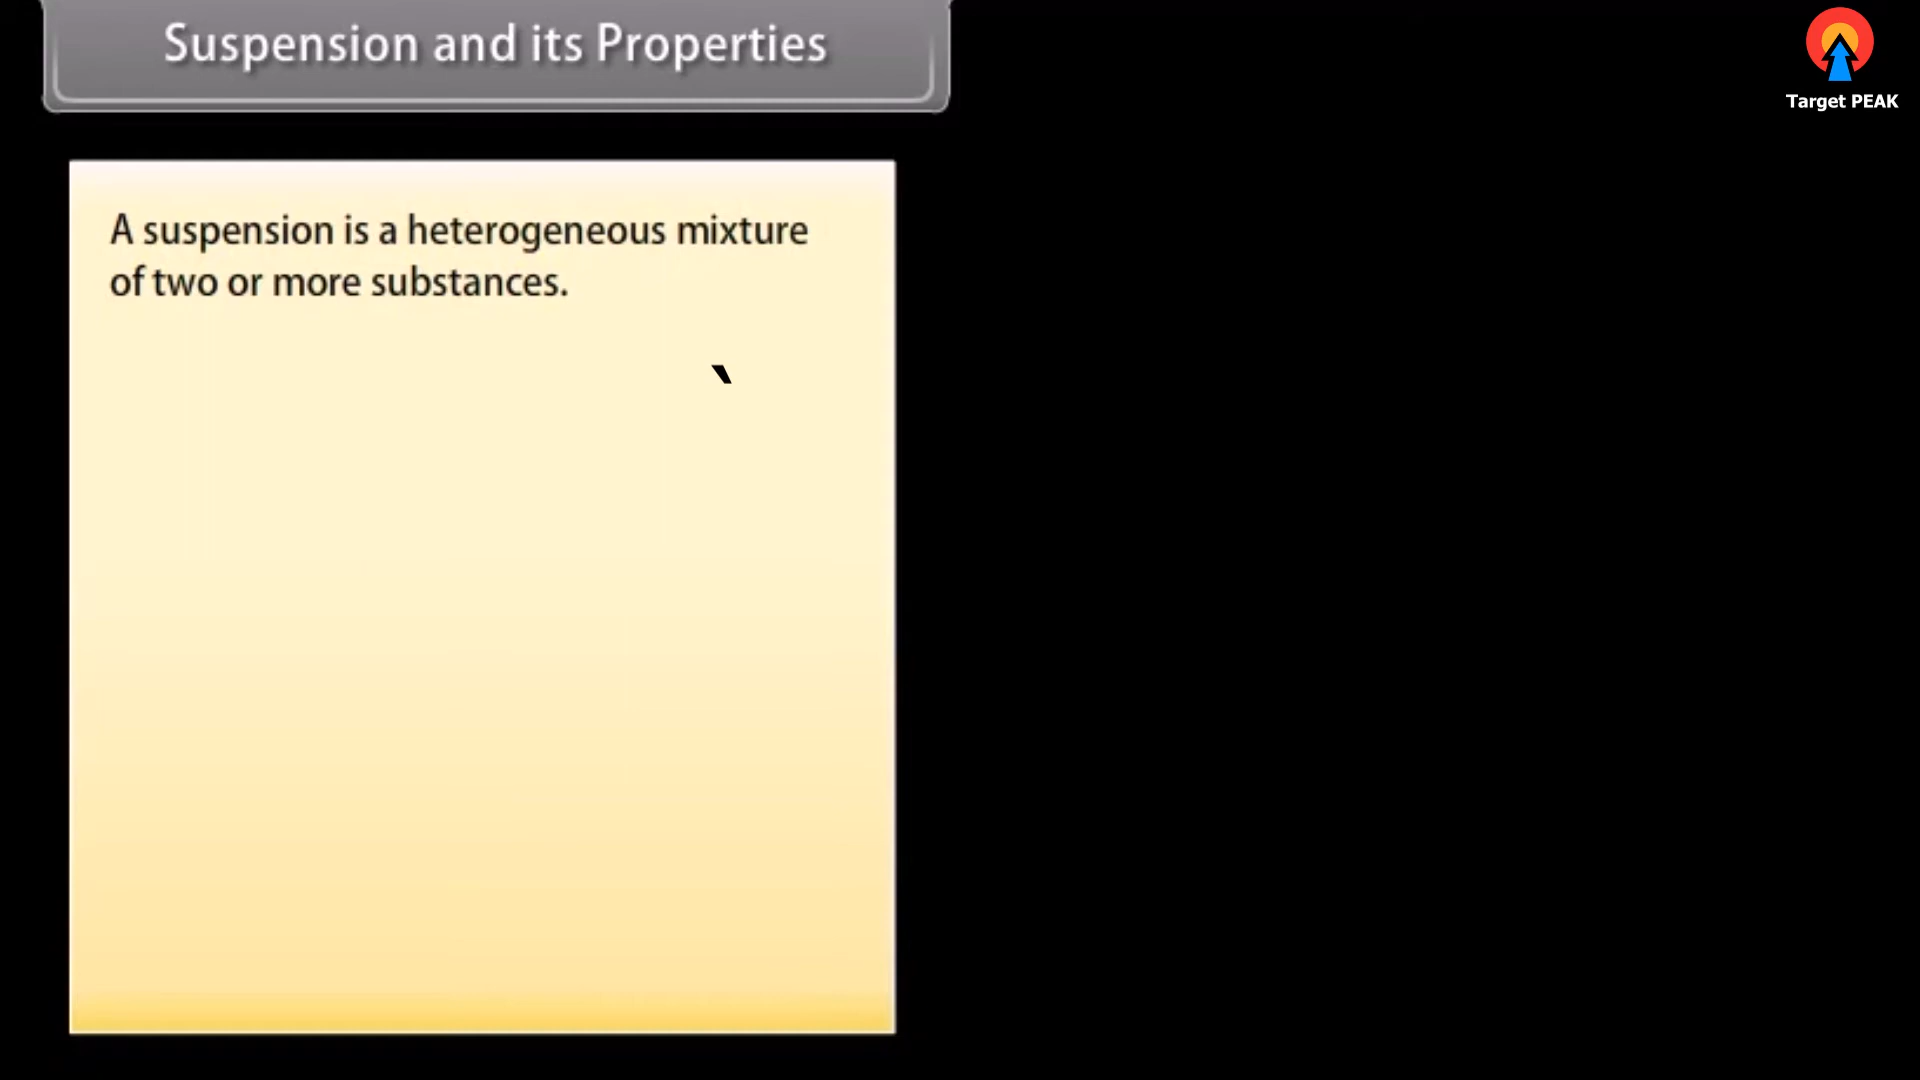 Suspension and its Properties
Target PEAK
A suspension is a heterogeneous mixture
of two or more substances.
`